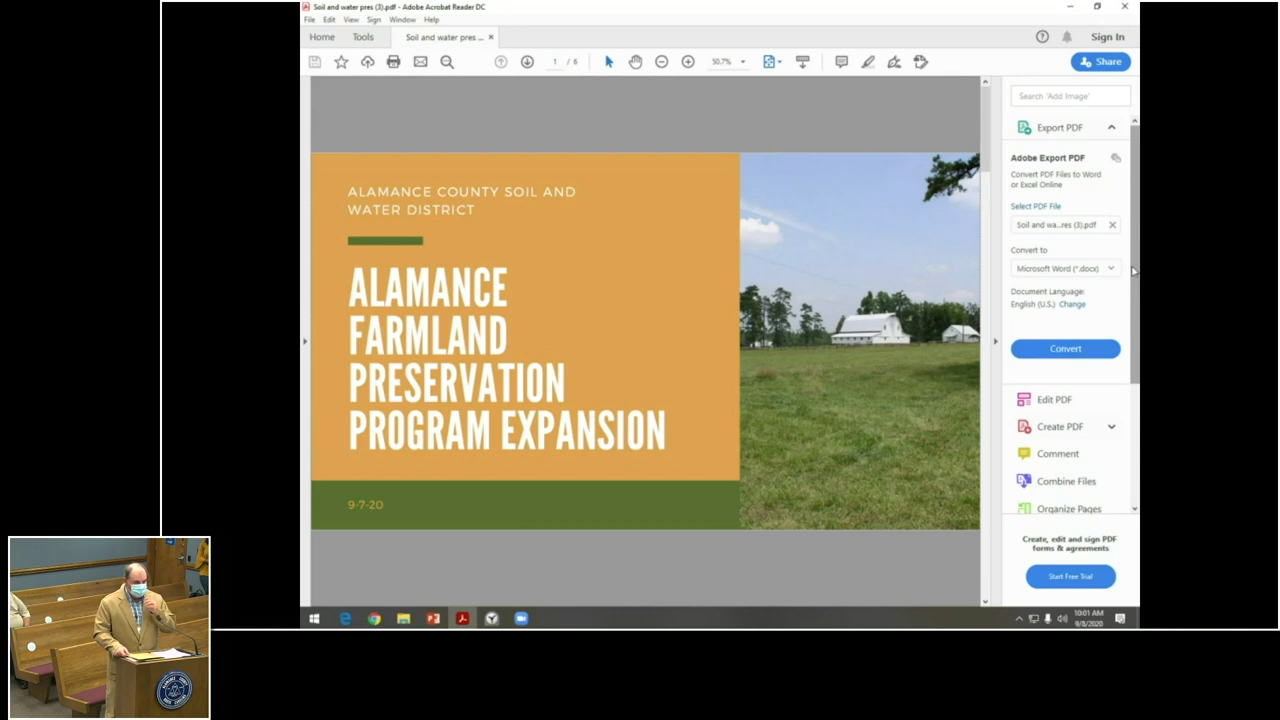 Soil and water pres (3).pdf - Adobe Acrobat Reader DC
File Edit View Sign Window Help
Home Tools Soil and water pres ... × Sign In
1 / 6 50.7% Share
Search 'Add Image'
Export PDF
Adobe Export PDF
Convert PDF Files to Word
or Excel Online
Select PDF File
Soil and wa...res (3).pdf
Convert to
Microsoft Word (*.docx)
Document Language:
English (U.S.) Change
Convert
Edit PDF
Create PDF
Comment
Combine Files
Organize Pages
Create, edit and sign PDF
forms & agreements
Start Free Trial
ALAMANCE COUNTY SOIL AND
WATER DISTRICT
ALAMANCE
FARMLAND
PRESERVATION
PROGRAM EXPANSION
9-7-20
10:01 AM
9/8/2020
ALAMANCE COUNTY